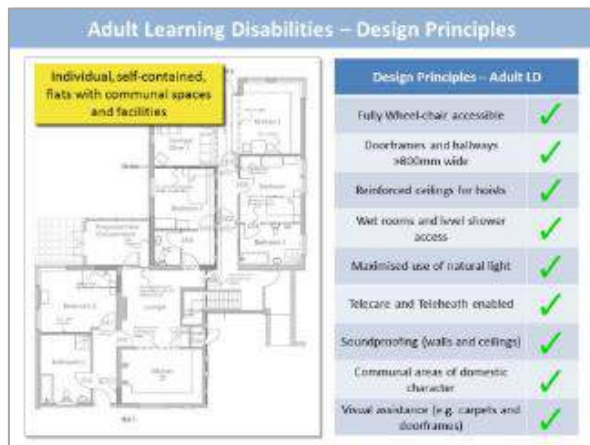 Adult Learning Disabilities – Design Principles
Individual, self-contained,
flats with communal spaces
and facilities
Design Principles – Adult LD
Fully Wheel-chair accessible
Doorframes and hallways
>800mm wide
Reinforced ceilings for hoists
Wet rooms and level shower
access
Maximised use of natural light
Telecare and Teleheath enabled
Soundproofing (walls and ceilings)
Communal areas of domestic
character
Visual assistance (e.g. carpets and
doorframes)
Lounge